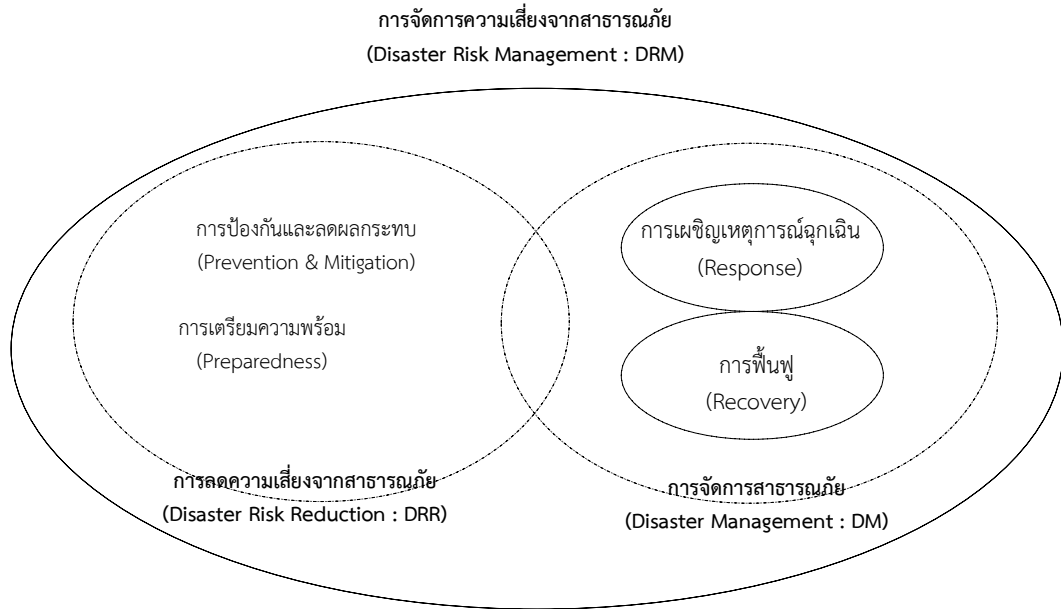 การจัดการความเสี่ยงจากสาธารณภัย
(Disaster Risk Management : DRM)
การป้องกันและลดผลกระทบ
(Prevention & Mitigation)
การเตรียมความพร้อม
(Preparedness)
การลดความเสี่ยงจากสาธารณภัย
(Disaster Risk Reduction : DRR)
การเผชิญเหตุการณ์ฉุกเฉิน
(Response)
การฟื้นฟู
(Recovery)
การจัดการสาธารณภัย
(Disaster Management : DM)